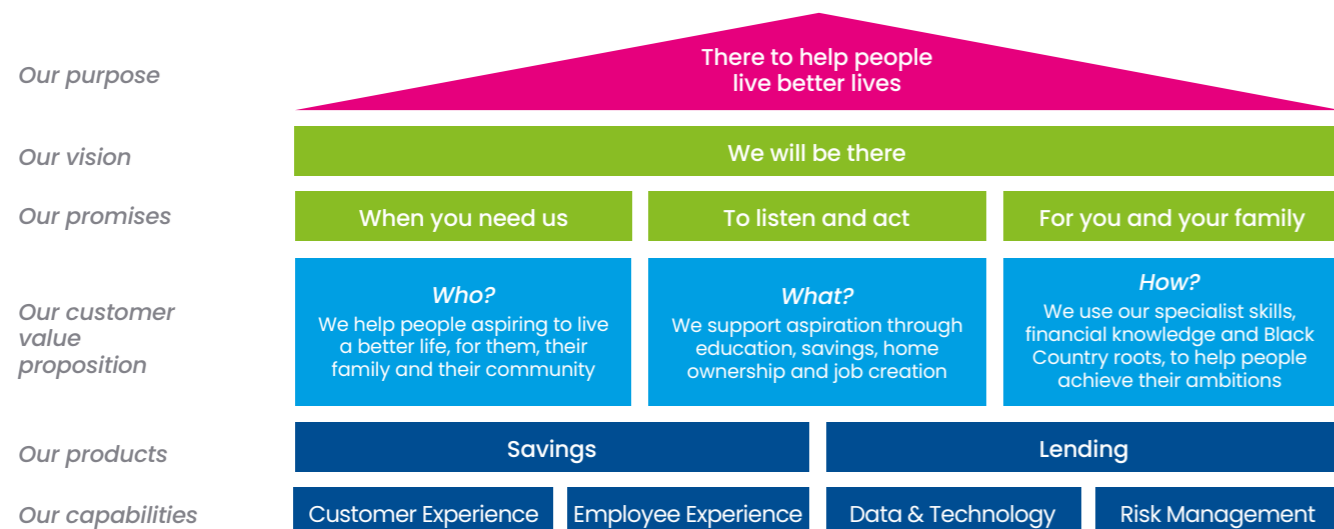 Our purpose
There to help people
live better lives
Our vision
We will be there
Our promises
When you need us
To listen and act
For you and your family
Our customer
value
proposition
Who?
We help people aspiring to live
a better life, for them, their
family and their community
What?
We support aspiration through
education, savings, home
ownership and job creation
How?
We use our specialist skills,
financial knowledge and Black
Country roots, to help people
achieve their ambitions
Our products
Savings
Lending
Our capabilities
Customer Experience
Employee Experience
Data & Technology
Risk Management